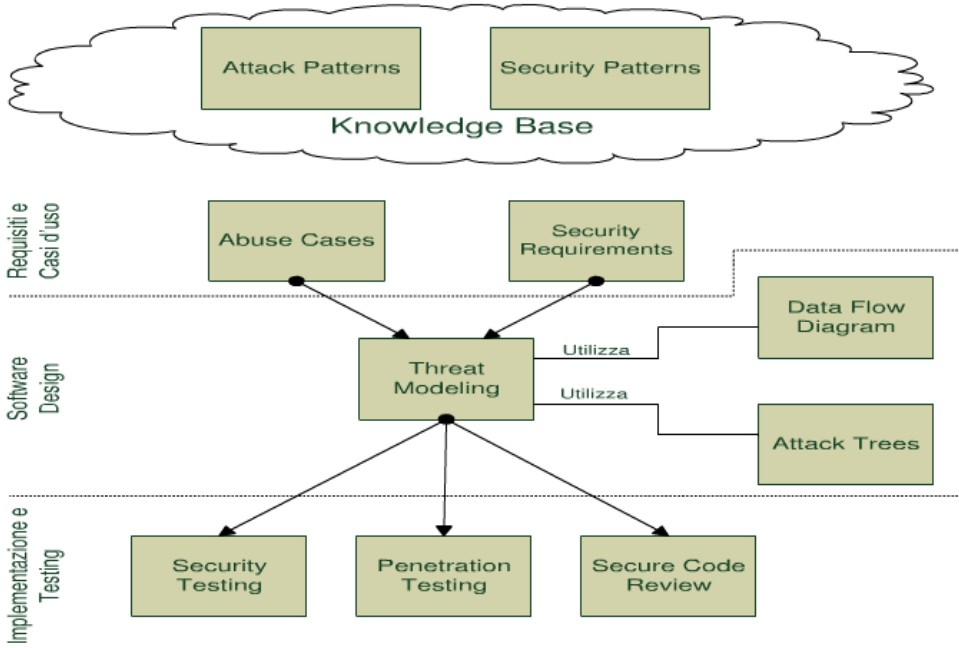 Attack Patterns
Security Patterns
Knowledge Base
Requisiti e
Casi d'uso
Abuse Cases
Security
Requirements
Data Flow
Diagram
Software
Design
Threat
Modeling
Utilizza
Utilizza
Attack Trees
Implementazione e
Testing
Security
Testing
Penetration
Testing
Secure Code
Review